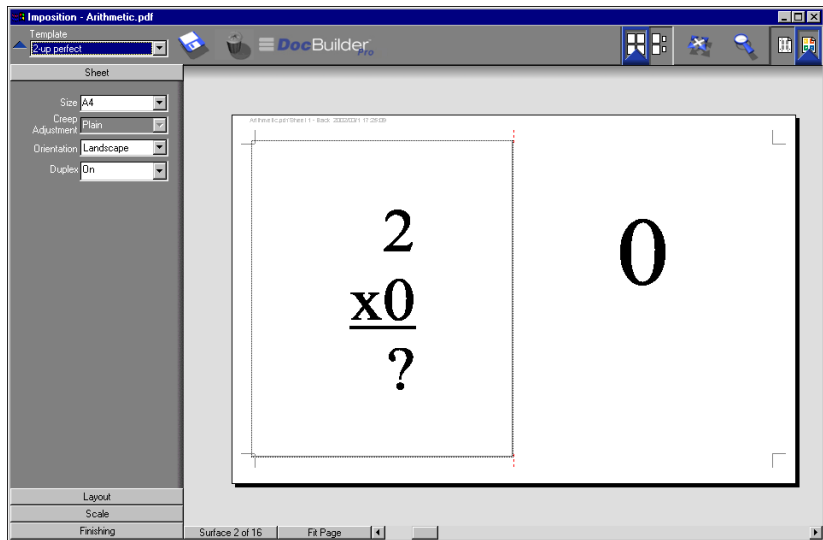 Imposition - Arithmetic.pdf
Template
2-up perfect
DocBuilder Pro
Sheet
Size A4
Creep Adjustment Plain
Orientation Landscape
Duplex On
2
x0
?
0
Layout
Scale
Finishing
Surface 2 of 16
Fit Page